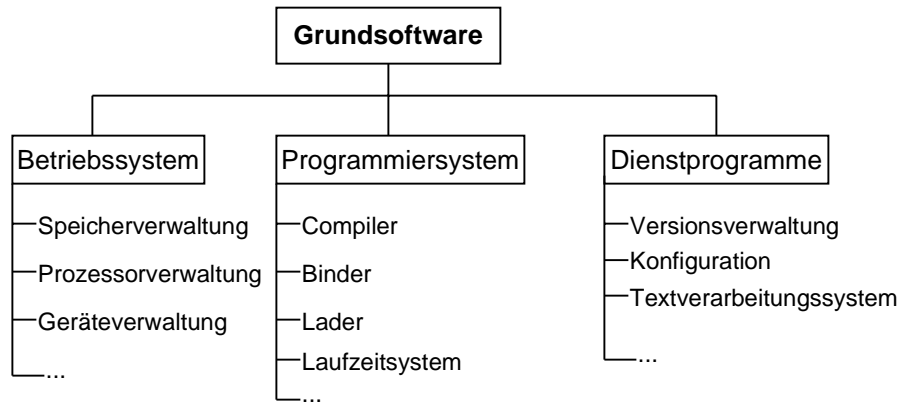 Grundsoftware
Betriebssystem
Speicherverwaltung
Prozessorverwaltung
Geräteverwaltung
...
Programmiersystem
Compiler
Binder
Lader
Laufzeitsystem
...
Dienstprogramme
Versionsverwaltung
Konfiguration
Textverarbeitungssystem
...